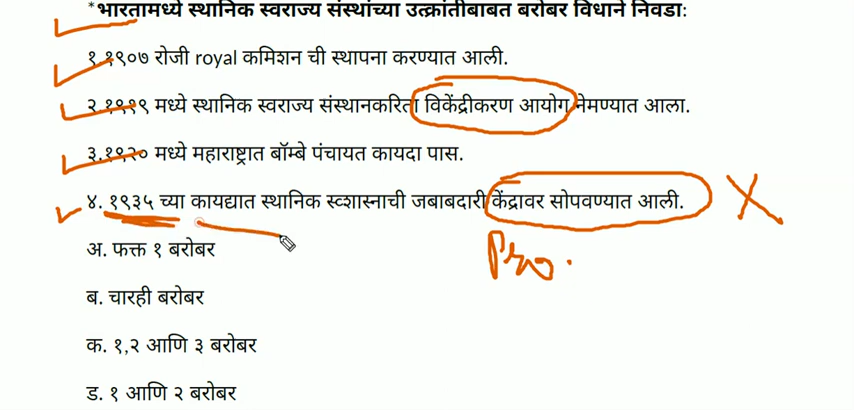 *भारतामध्ये स्थानिक स्वराज्य संस्थांच्या उत्क्रांतीबाबत बरोबर विधाने निवडा:
१.१९०७ रोजी royal कमिशन ची स्थापना करण्यात आली.
२.१९१९ मध्ये स्थानिक स्वराज्य संस्थानकरिता विकेंद्रीकरण आयोग नेमण्यात आला.
३.१९२० मध्ये महाराष्ट्रात बॉम्बे पंचायत कायदा पास.
४. १९३५ च्या कायद्यात स्थानिक स्व्शास्नाची जबाबदारी केंद्रावर सोपवण्यात आली.
अ. फक्त १ बरोबर
ब. चारही बरोबर
क. १,२ आणि ३ बरोबर
ड. १ आणि २ बरोबर